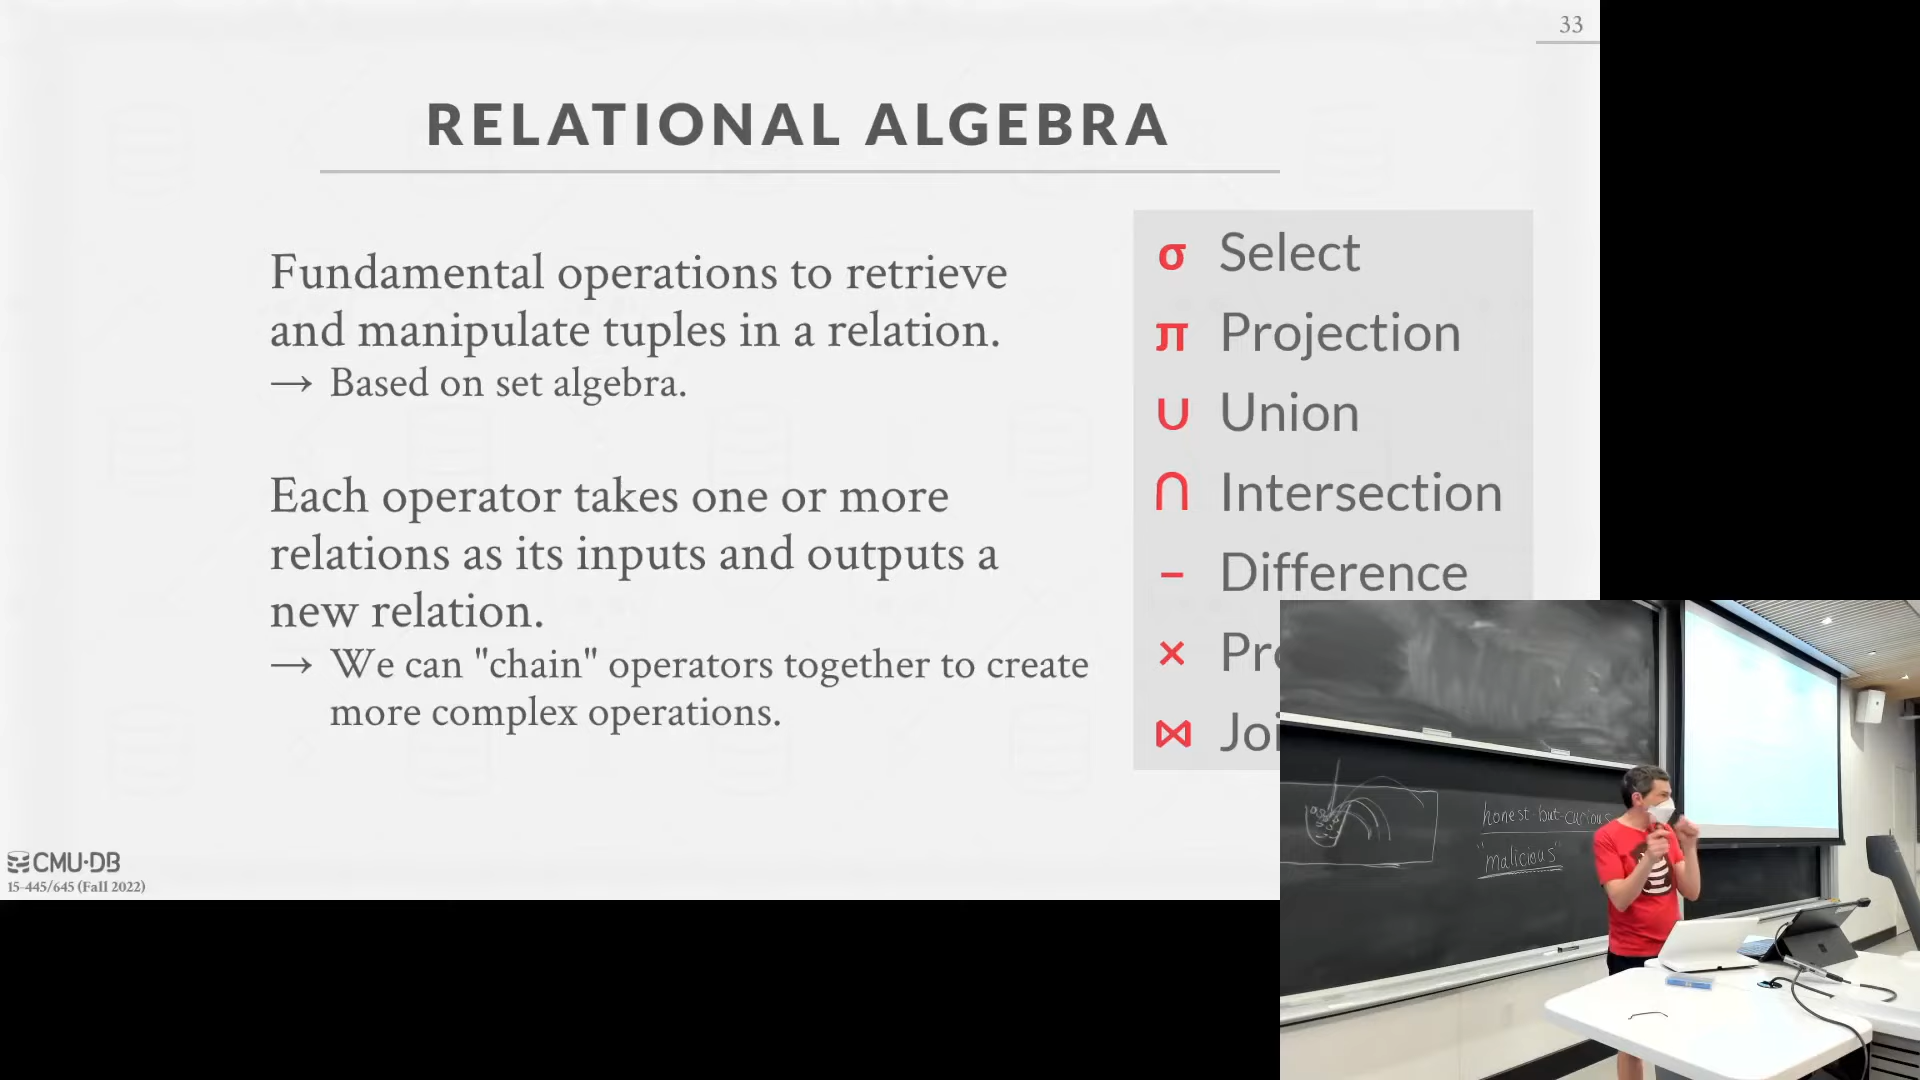 33
RELATIONAL ALGEBRA
Fundamental operations to retrieve
and manipulate tuples in a relation.
→ Based on set algebra.
Each operator takes one or more
relations as its inputs and outputs a
new relation.
→ We can "chain" operators together to create
more complex operations.
σ Select
π Projection
∪ Union
∩ Intersection
– Difference
× Pro
⋈ Joi
CMU·DB
15-445/645 (Fall 2022)
honest-but-curious
"malicious"